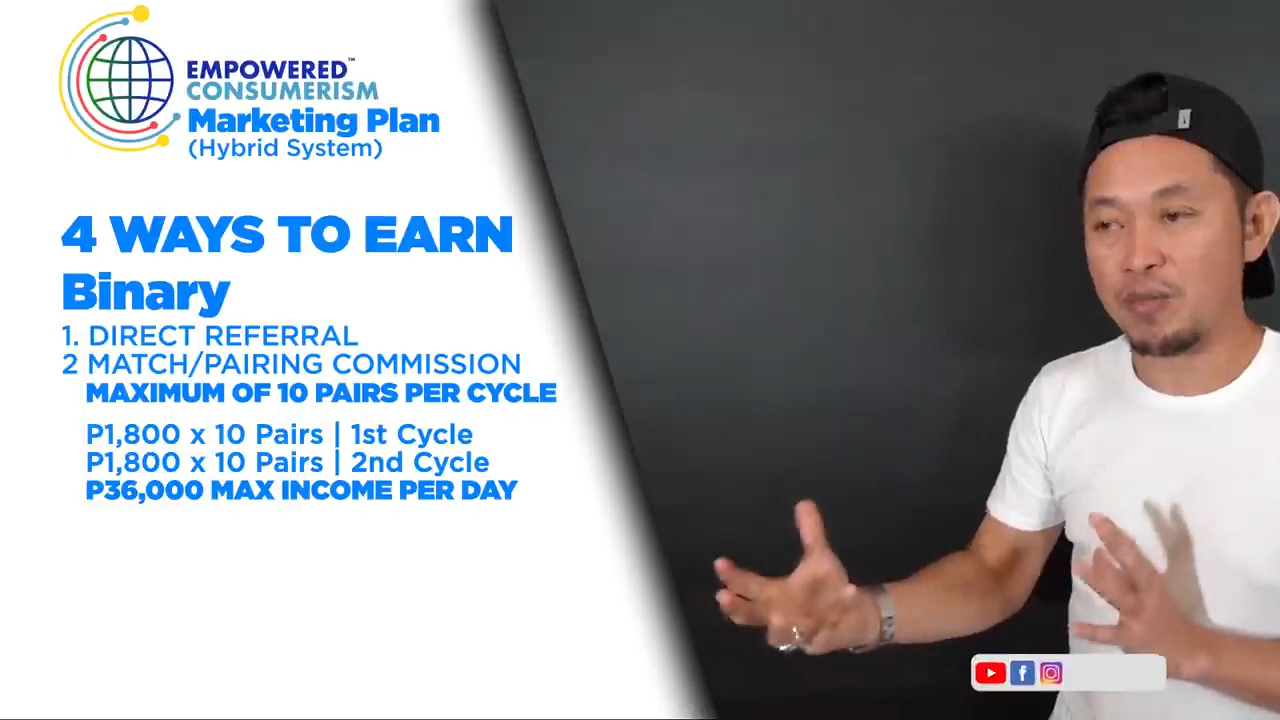 EMPOWERED™
CONSUMERISM
Marketing Plan
(Hybrid System)
4 WAYS TO EARN
Binary
1. DIRECT REFERRAL
2 MATCH/PAIRING COMMISSION
MAXIMUM OF 10 PAIRS PER CYCLE
P1,800 x 10 Pairs | 1st Cycle
P1,800 x 10 Pairs | 2nd Cycle
P36,000 MAX INCOME PER DAY